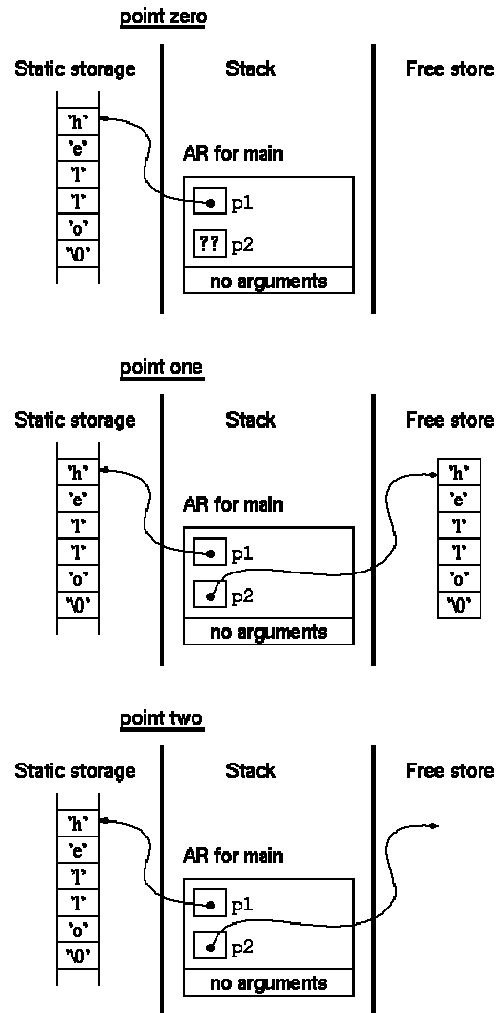 point zero
Static storage Stack Free store
'h'
'e'
'l'
'l'
'o'
'\0'
AR for main
p1
?? p2
no arguments
point one
Static storage Stack Free store
'h'
'e'
'l'
'l'
'o'
'\0'
AR for main
p1
p2
no arguments
'h'
'e'
'l'
'l'
'o'
'\0'
point two
Static storage Stack Free store
'h'
'e'
'l'
'l'
'o'
'\0'
AR for main
p1
p2
no arguments